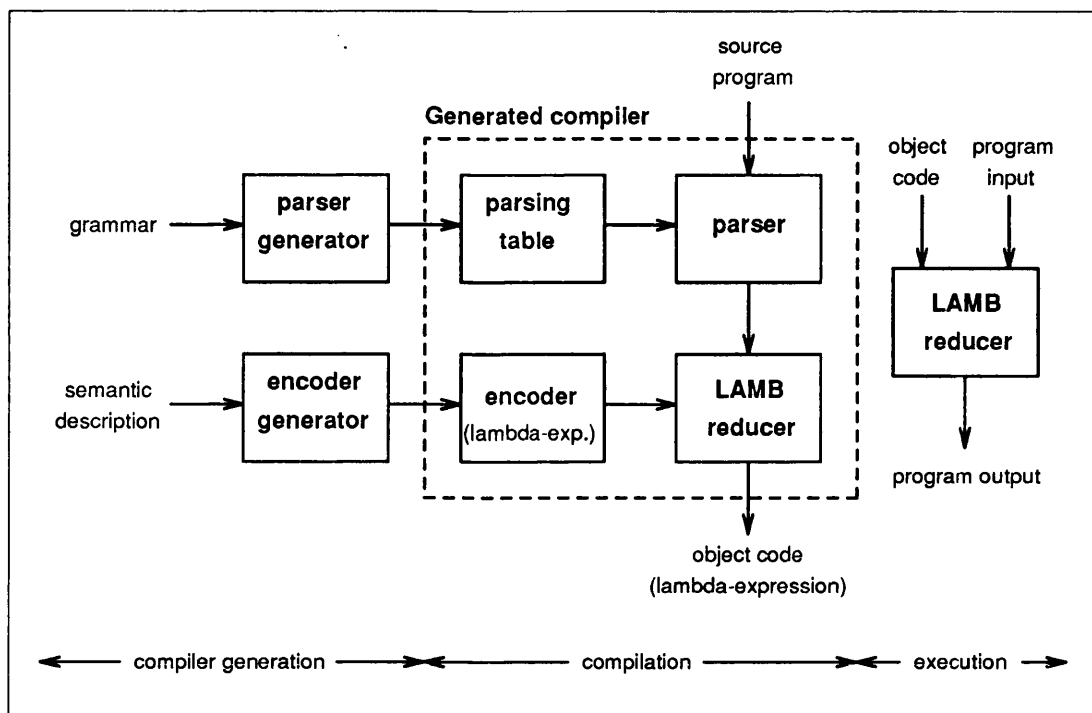 source
program
Generated compiler
object
code
program
input
grammar
parser
generator
parsing
table
parser
LAMB
reducer
semantic
description
encoder
generator
encoder
(lambda-exp.)
LAMB
reducer
program output
object code
(lambda-expression)
compiler generation
compilation
execution